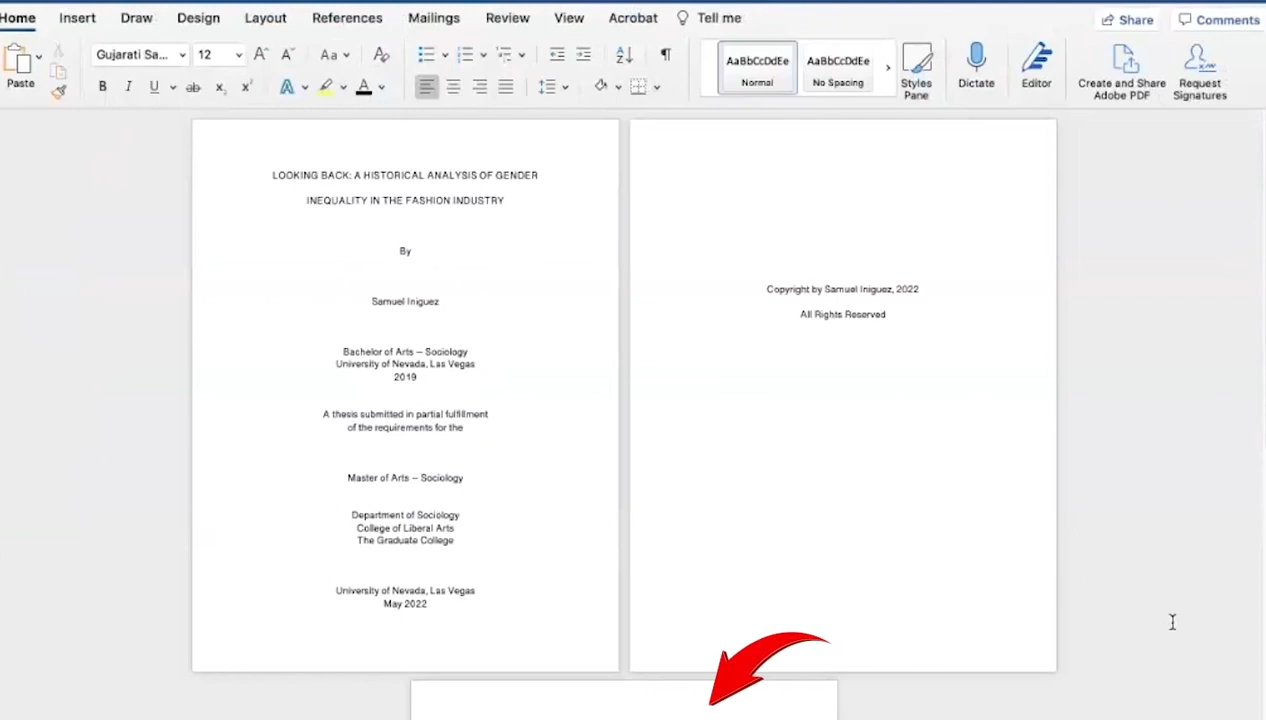 Home Insert Draw Design Layout References Mailings Review View Acrobat Tell me Share Comments
Paste
Gujarati Sa... 12
Aa
B I U ab x₂ x² A A
AaBbCcDdEe
Normal
AaBbCcDdEe
No Spacing
Styles
Pane
Dictate
Editor
Create and Share
Adobe PDF
Request
Signatures
LOOKING BACK: A HISTORICAL ANALYSIS OF GENDER
INEQUALITY IN THE FASHION INDUSTRY
By
Samuel Iniguez
Bachelor of Arts – Sociology
University of Nevada, Las Vegas
2019
A thesis submitted in partial fulfillment
of the requirements for the
Master of Arts – Sociology
Department of Sociology
College of Liberal Arts
The Graduate College
University of Nevada, Las Vegas
May 2022
Copyright by Samuel Iniguez, 2022
All Rights Reserved